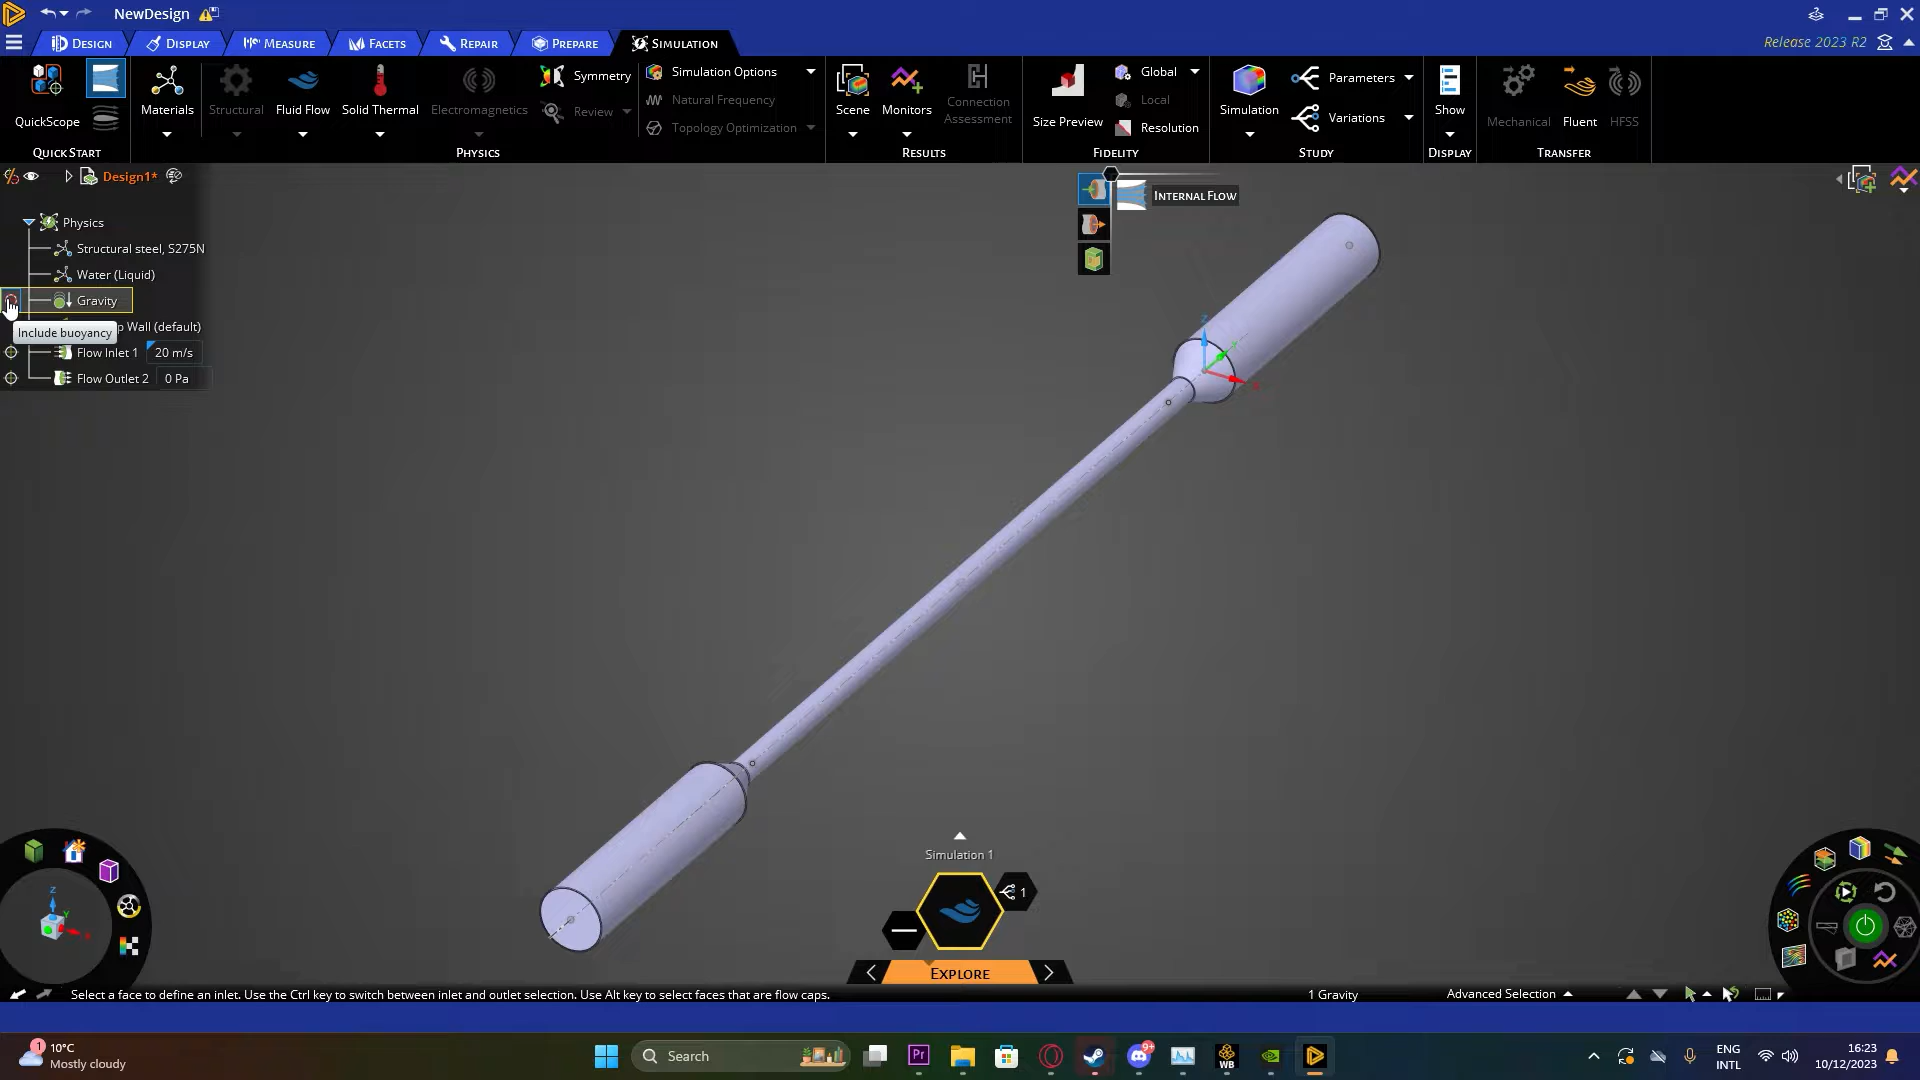 NewDesign
DESIGN DISPLAY MEASURE FACETS REPAIR PREPARE SIMULATION
Release 2023 R2
QuickScope
Materials
Structural
Fluid Flow
Solid Thermal
Electromagnetics
Symmetry
Review
Simulation Options
Natural Frequency
Topology Optimization
Scene
Monitors
Connection
Assessment
Size Preview
Global
Local
Resolution
Simulation
Parameters
Variations
Show
Mechanical
Fluent
HFSS
QUICK START PHYSICS RESULTS FIDELITY STUDY DISPLAY TRANSFER
Design1*
INTERNAL FLOW
Physics
Structural steel, S275N
Water (Liquid)
Gravity
p Wall (default)
Include buoyancy
Flow Inlet 1 20 m/s
Flow Outlet 2 0 Pa
Z
Y
X
Simulation 1
1
EXPLORE
Z
Y
X
Select a face to define an inlet. Use the Ctrl key to switch between inlet and outlet selection. Use Alt key to select faces that are flow caps.
1 Gravity
Advanced Selection
1
10°C
Mostly cloudy
Search
Pr
9+
WB
ENG
INTL
16:23
10/12/2023